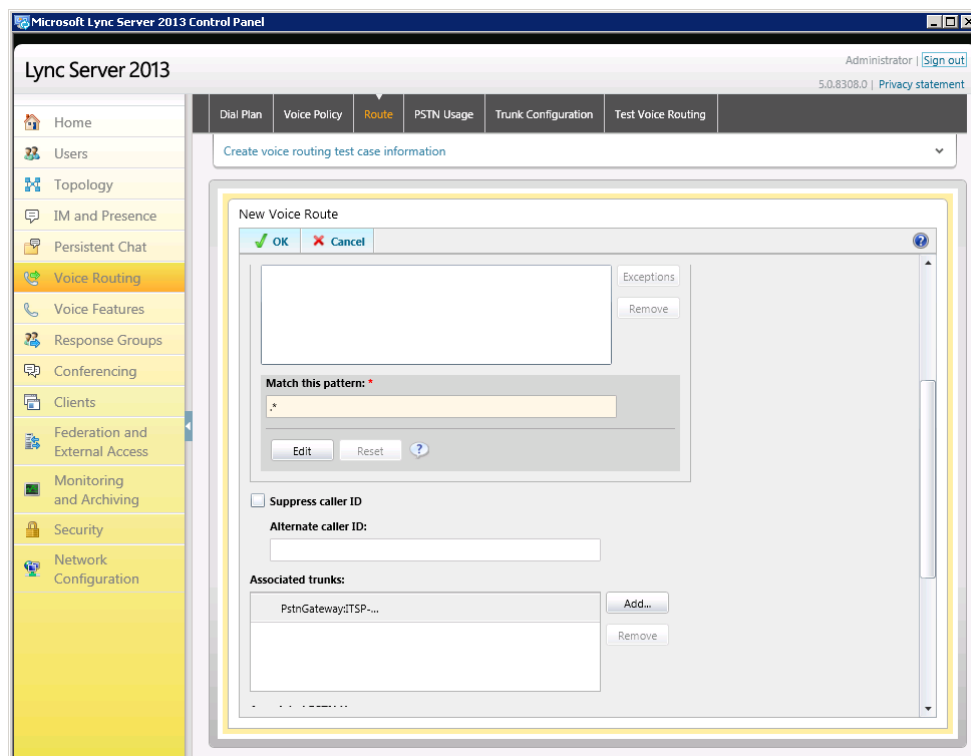 Microsoft Lync Server 2013 Control Panel
Lync Server 2013
Administrator | Sign out
5.0.8308.0 | Privacy statement
Home
Users
Topology
IM and Presence
Persistent Chat
Voice Routing
Voice Features
Response Groups
Conferencing
Clients
Federation and
External Access
Monitoring
and Archiving
Security
Network
Configuration
Dial Plan Voice Policy Route PSTN Usage Trunk Configuration Test Voice Routing
Create voice routing test case information
New Voice Route
OK Cancel
Exceptions
Remove
Match this pattern: *
.*
Edit Reset
Suppress caller ID
Alternate caller ID:
Associated trunks:
PstnGateway:ITSP-...
Add...
Remove